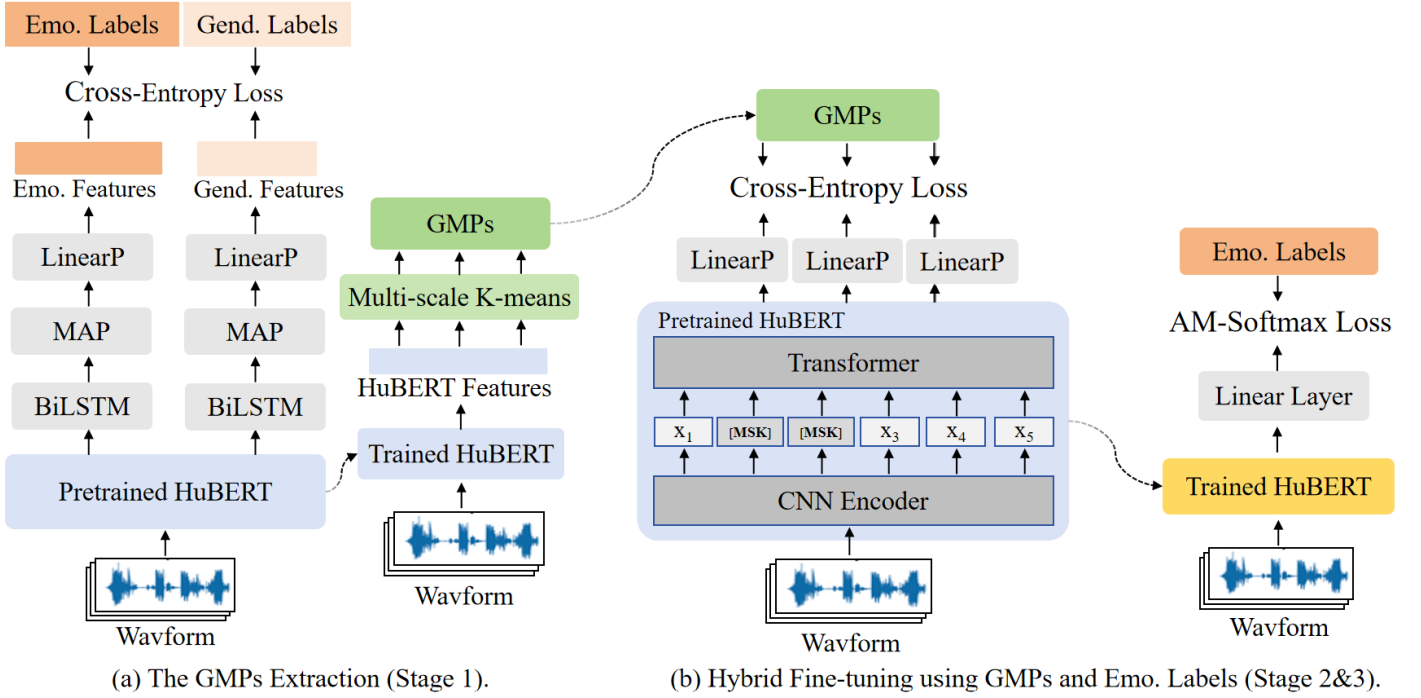 Emo. Labels
Gend. Labels
Cross-Entropy Loss
Emo. Features
Gend. Features
LinearP
LinearP
MAP
MAP
BiLSTM
BiLSTM
Pretrained HuBERT
Wavform
GMPs
Multi-scale K-means
HuBERT Features
Trained HuBERT
Wavform
(a) The GMPs Extraction (Stage 1).
GMPs
Cross-Entropy Loss
LinearP
LinearP
LinearP
Pretrained HuBERT
Transformer
x1 [MSK] [MSK] x3 x4 x5
CNN Encoder
Wavform
Emo. Labels
AM-Softmax Loss
Linear Layer
Trained HuBERT
Wavform
(b) Hybrid Fine-tuning using GMPs and Emo. Labels (Stage 2&3).